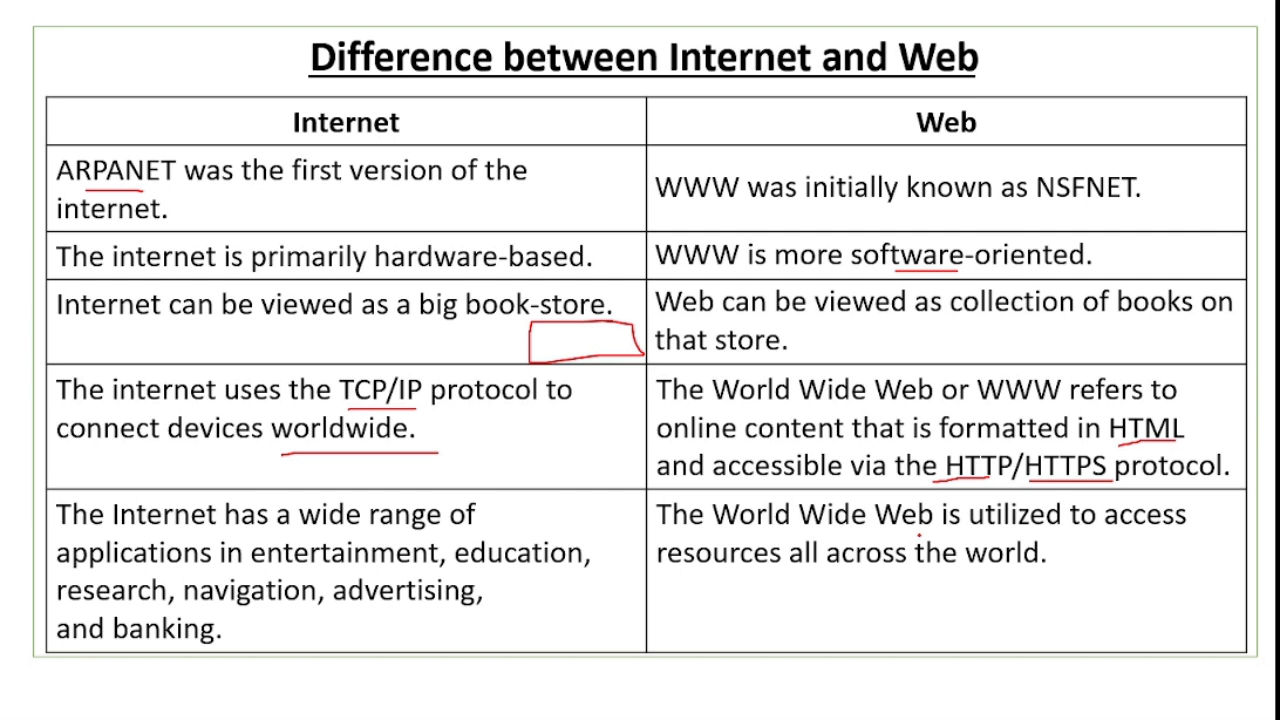 Difference between Internet and Web
Internet
Web
ARPANET was the first version of the
internet.
WWW was initially known as NSFNET.
The internet is primarily hardware-based.
WWW is more software-oriented.
Internet can be viewed as a big book-store.
Web can be viewed as collection of books on
that store.
The internet uses the TCP/IP protocol to
connect devices worldwide.
The World Wide Web or WWW refers to
online content that is formatted in HTML
and accessible via the HTTP/HTTPS protocol.
The Internet has a wide range of
applications in entertainment, education,
research, navigation, advertising,
and banking.
The World Wide Web is utilized to access
resources all across the world.